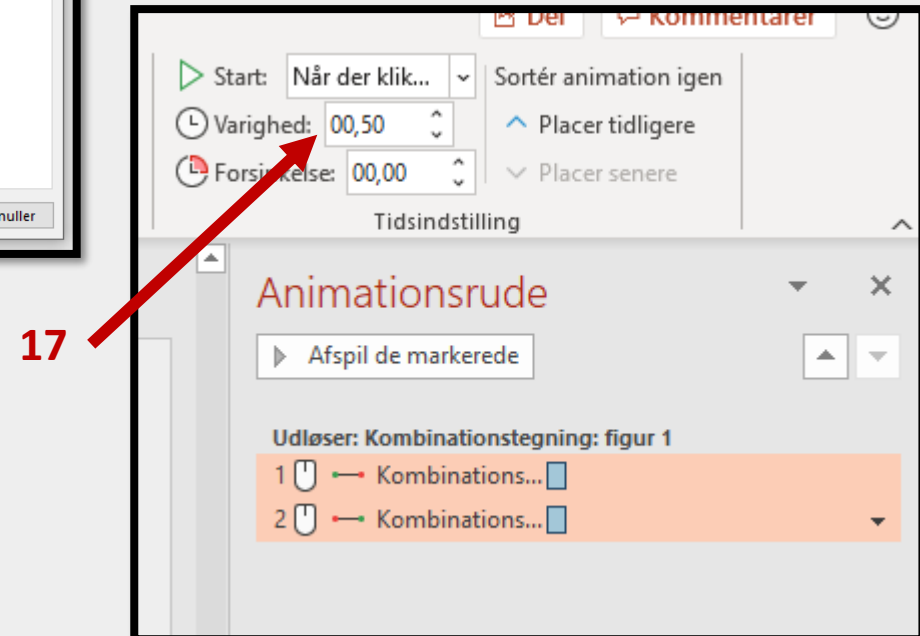 Del Kommentarer
Start: Når der klik... Sortér animation igen
Varighed: 00,50 Placer tidligere
Forsinkelse: 00,00 Placer senere
Tidsindstilling
nuller
Animationsrude
17
Afspil de markerede
Udløser: Kombinationstegning: figur 1
1 Kombinations...
2 Kombinations...